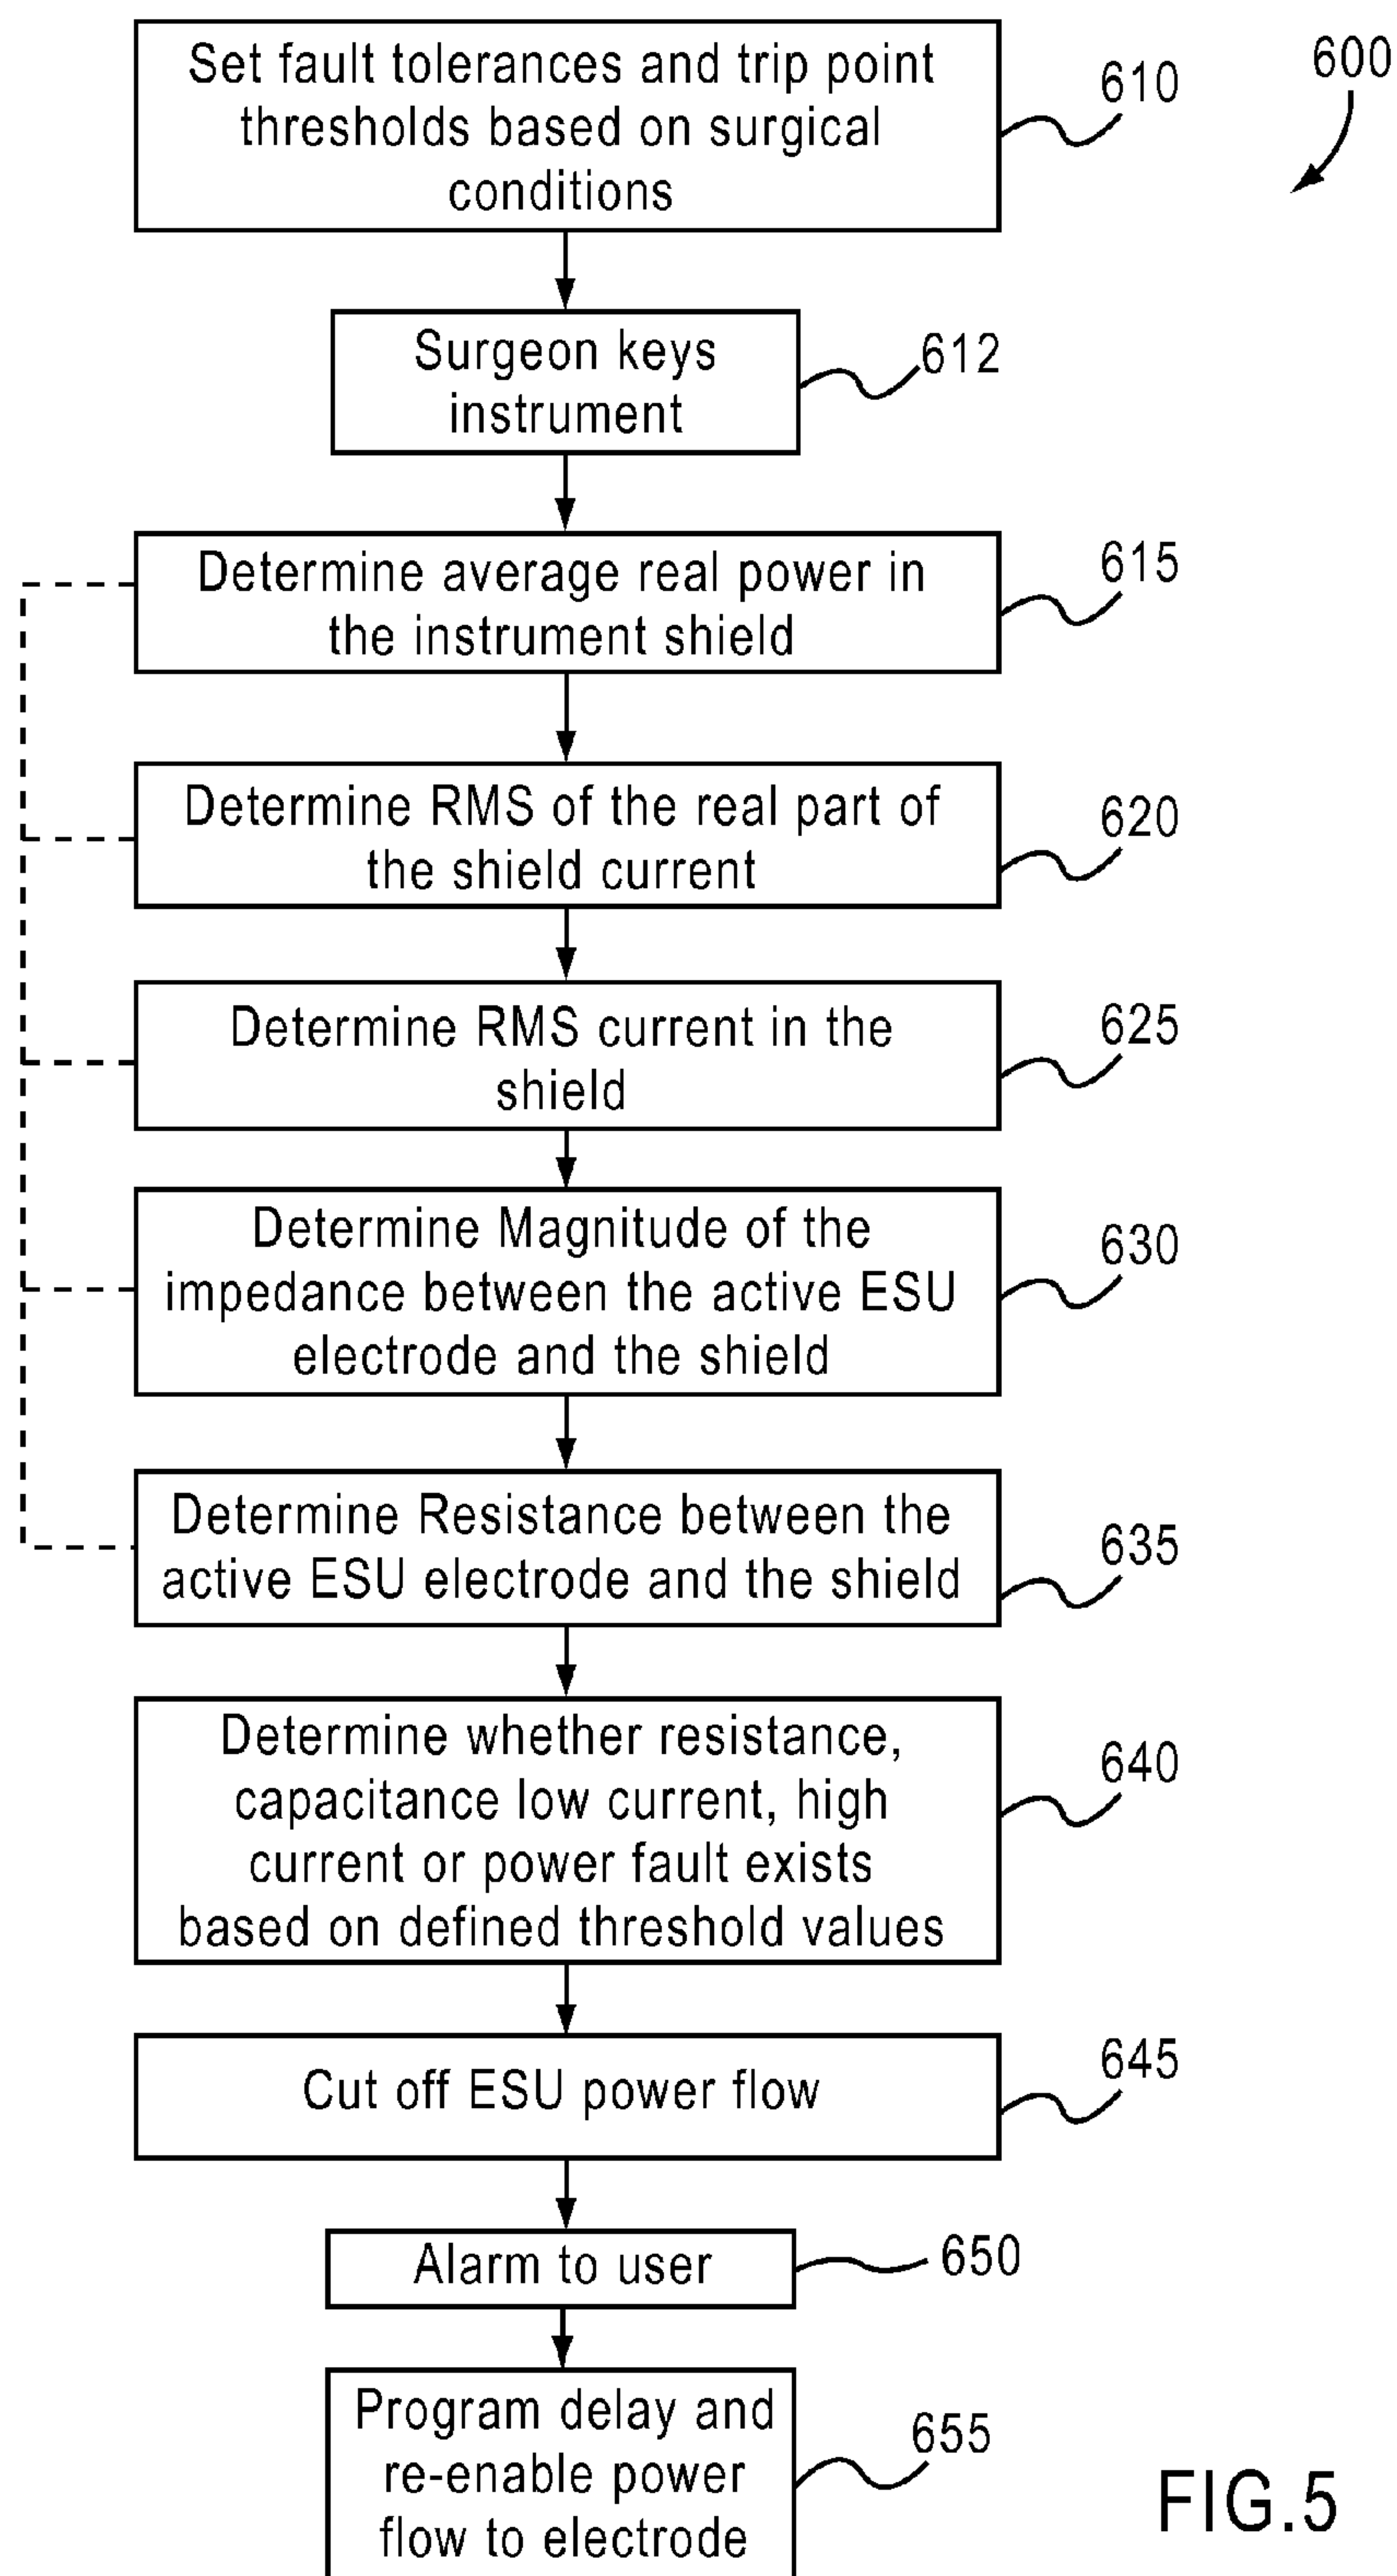 Set fault tolerances and trip point
thresholds based on surgical
conditions
610
600
Surgeon keys
instrument
612
Determine average real power in
the instrument shield
615
Determine RMS of the real part of
the shield current
620
Determine RMS current in the
shield
625
Determine Magnitude of the
impedance between the active ESU
electrode and the shield
630
Determine Resistance between the
active ESU electrode and the shield
635
Determine whether resistance,
capacitance low current, high
current or power fault exists
based on defined threshold values
640
Cut off ESU power flow
645
Alarm to user
650
Program delay and
re-enable power
flow to electrode
655
FIG.5